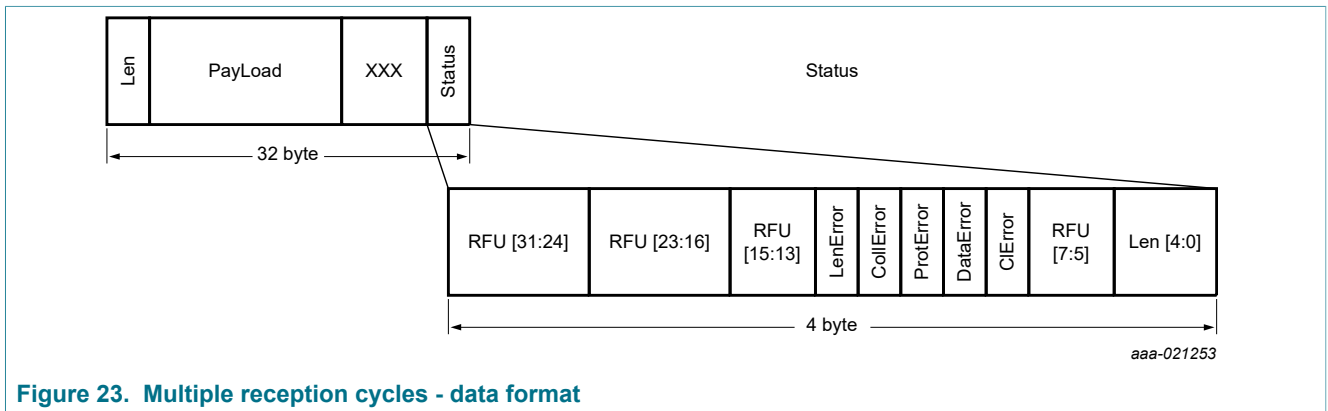 Len
PayLoad
XXX
Status
Status
32 byte
RFU [31:24]
RFU [23:16]
RFU
[15:13]
LenError
CollError
ProtError
DataError
ClError
RFU
[7:5]
Len [4:0]
4 byte
aaa-021253
Figure 23. Multiple reception cycles - data format